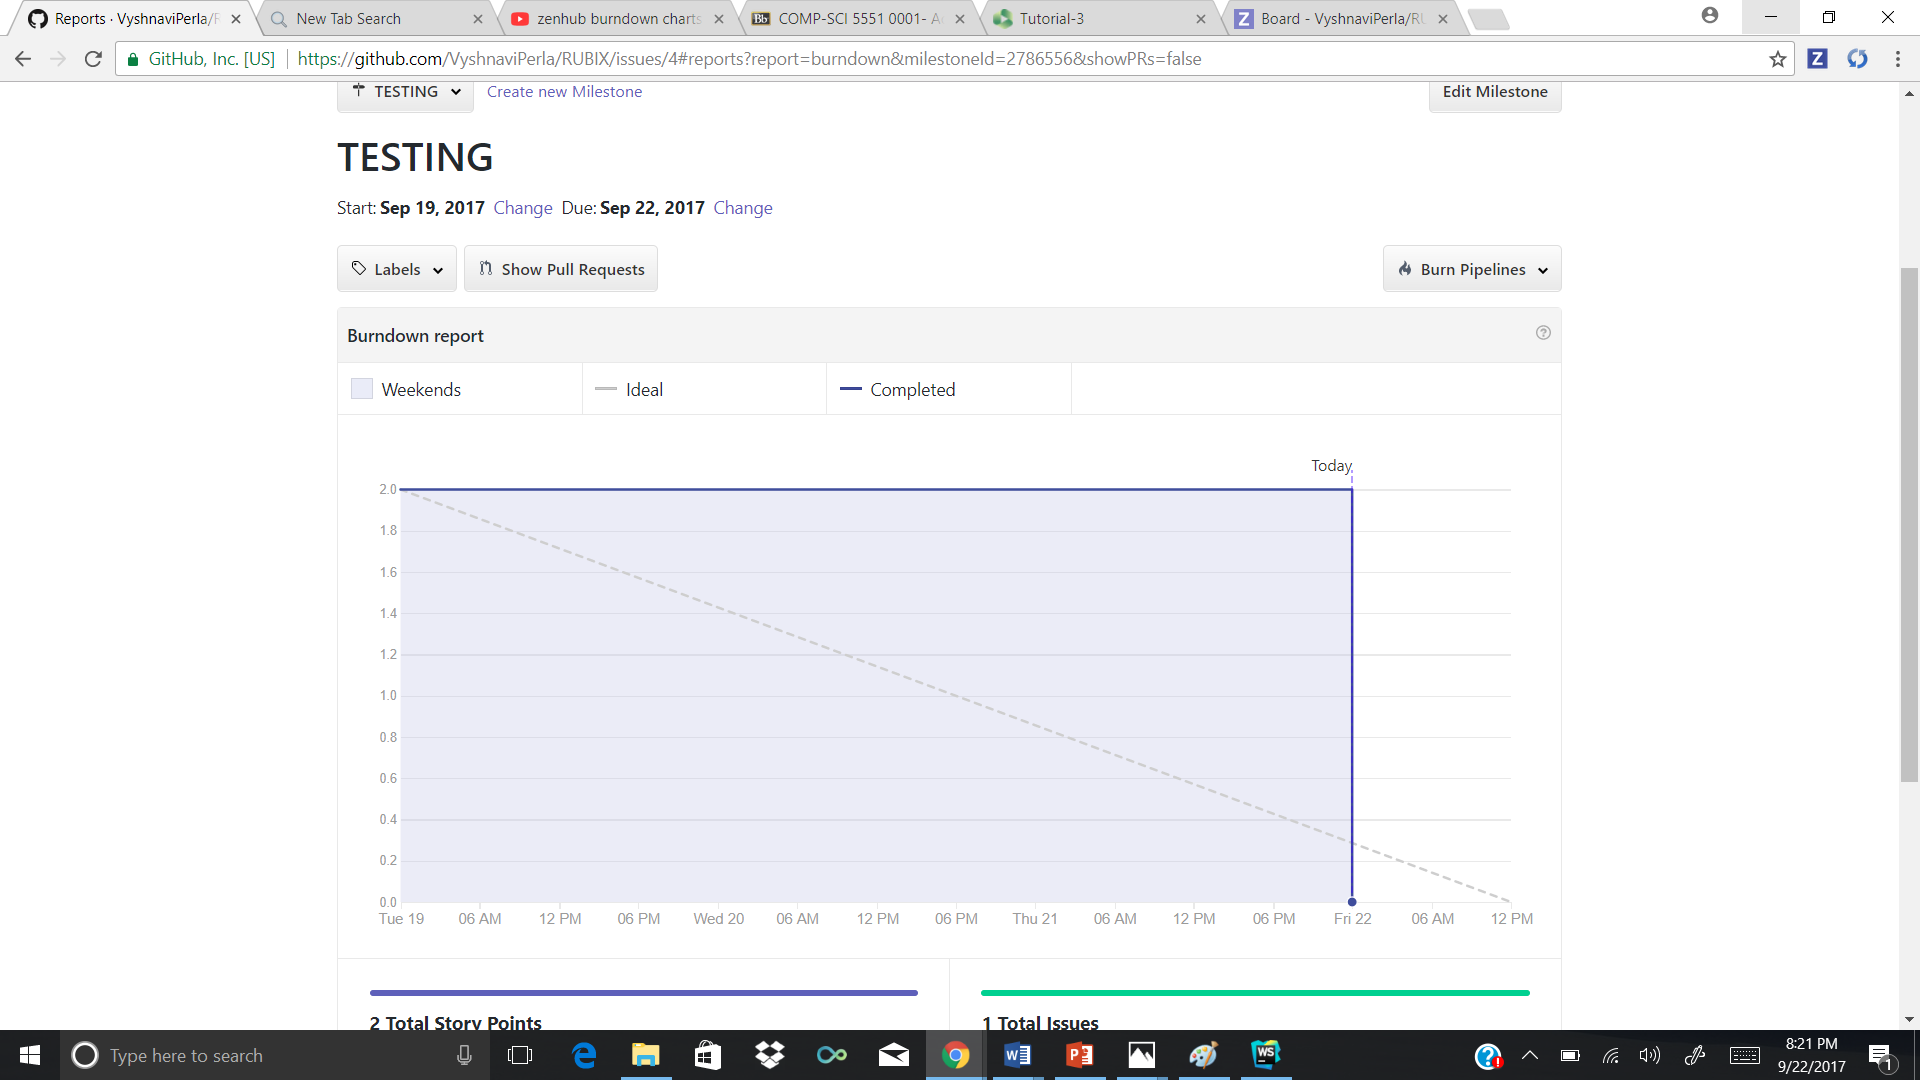 Reports · VyshnaviPerla/R
New Tab Search
zenhub burndown charts
Bb COMP-SCI 5551 0001- A
Tutorial-3
Z Board - VyshnaviPerla/RU
GitHub, Inc. [US] https://github.com/VyshnaviPerla/RUBIX/issues/4#reports?report=burndown&milestoneId=2786556&showPRs=false
Z
TESTING Create new Milestone Edit Milestone
TESTING
Start: Sep 19, 2017 Change Due: Sep 22, 2017 Change
Labels Show Pull Requests Burn Pipelines
Burndown report
Weekends Ideal Completed
Today
2.0
1.8
1.6
1.4
1.2
1.0
0.8
0.6
0.4
0.2
0.0
Tue 19 06 AM 12 PM 06 PM Wed 20 06 AM 12 PM 06 PM Thu 21 06 AM 12 PM 06 PM Fri 22 06 AM 12 PM
2 Total Story Points 1 Total Issues
Type here to search
WS
8:21 PM
9/22/2017
1